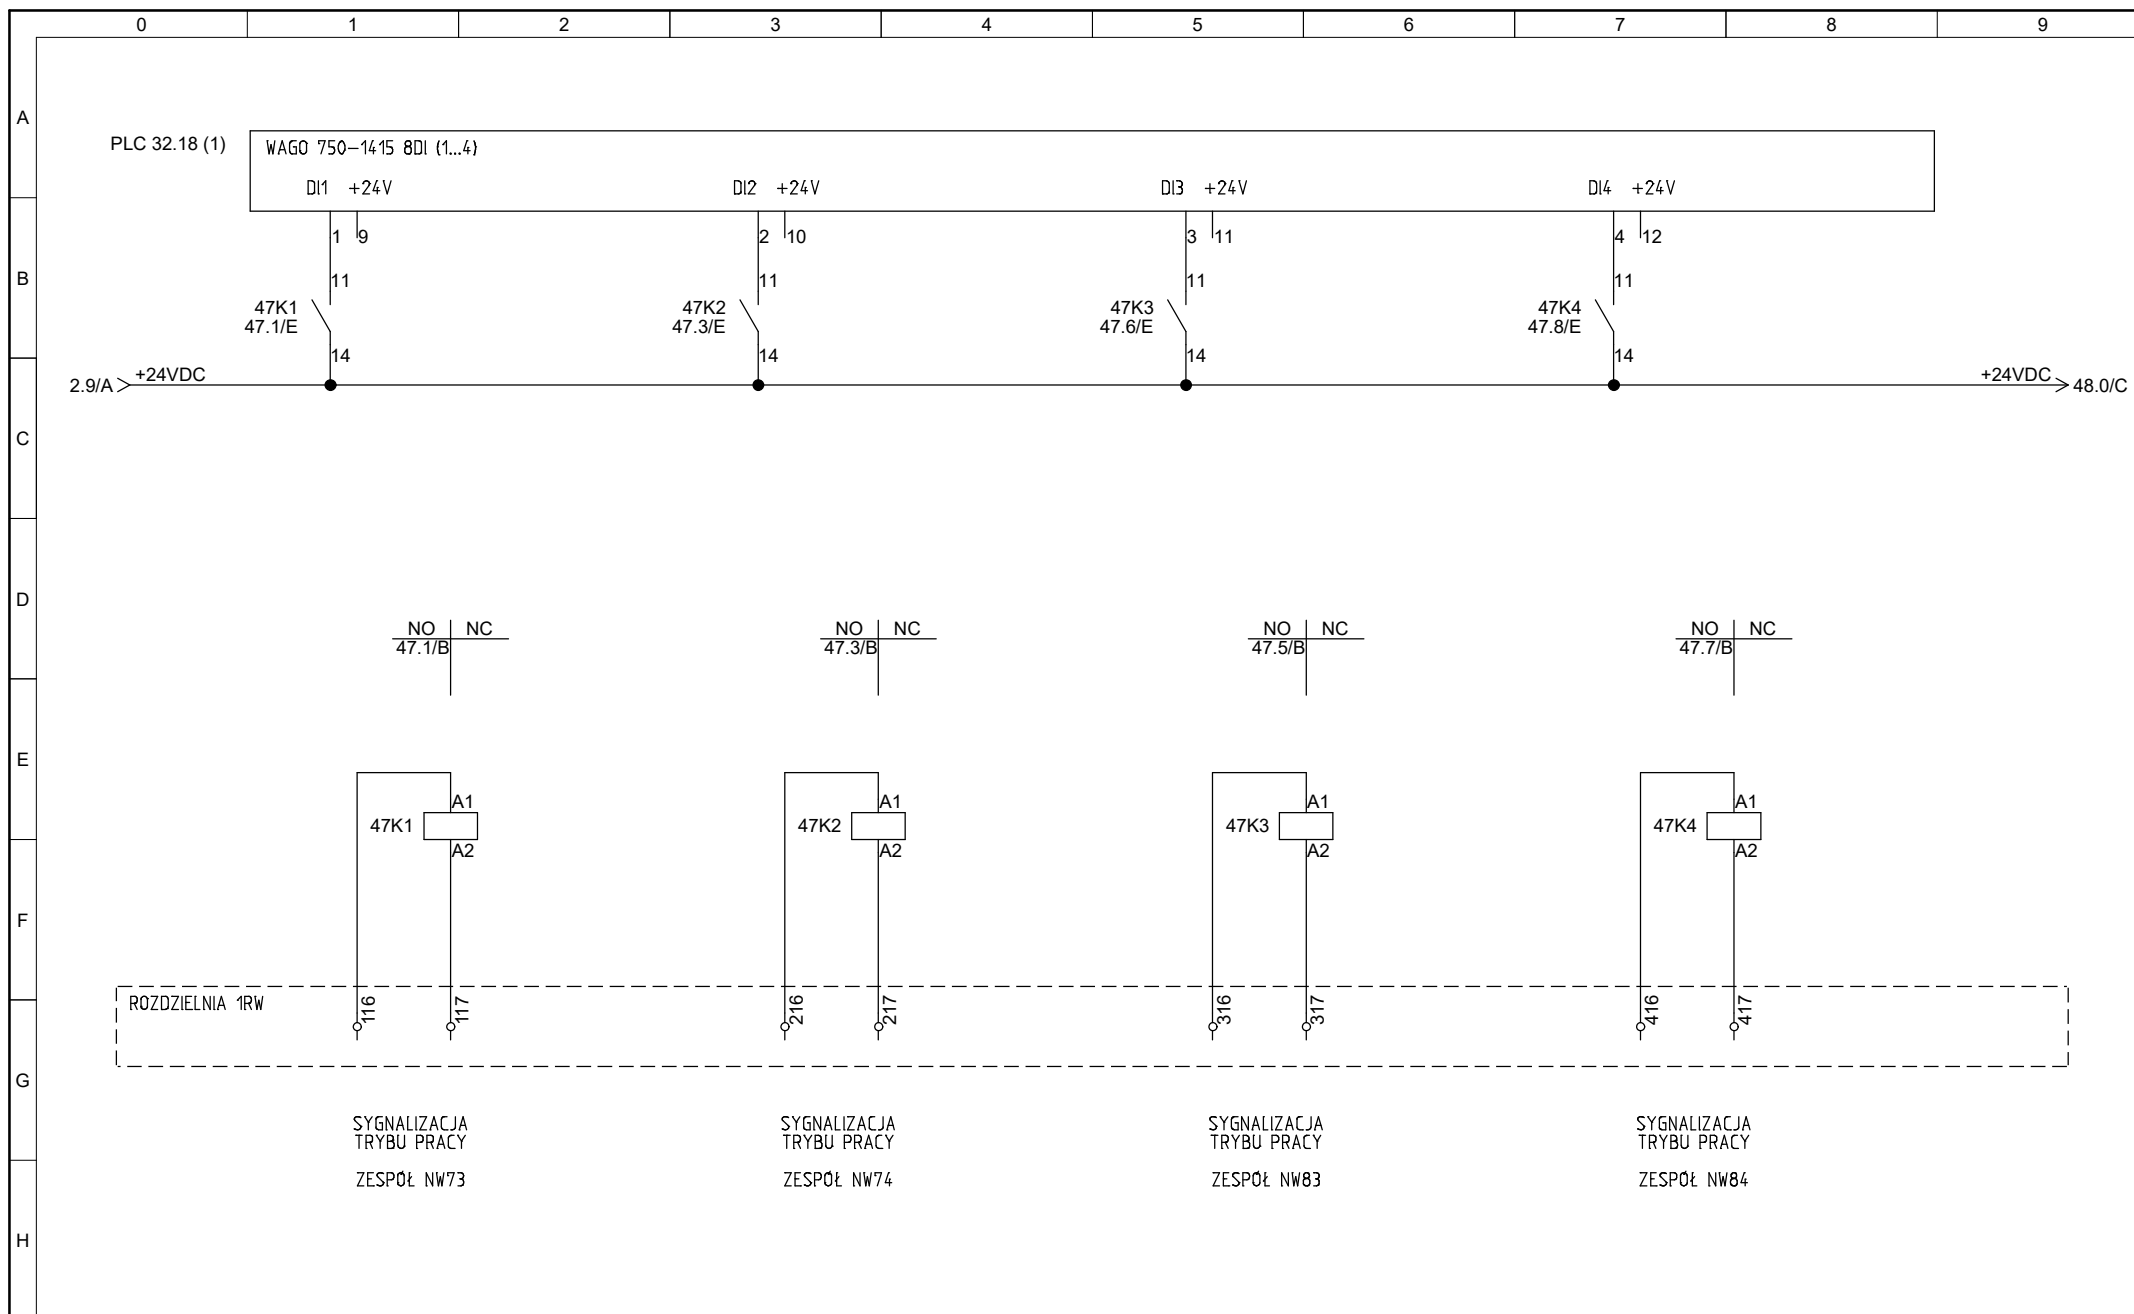 0 1 2 3 4 5 6 7 8 9
A
PLC 32.18 (1)
WAGO 750-1415 8DI (1...4)
DI1 +24V DI2 +24V DI3 +24V DI4 +24V
1 9 2 10 3 11 4 12
B
11 11 11 11
47K1 47K2 47K3 47K4
47.1/E 47.3/E 47.6/E 47.8/E
14 14 14 14
2.9/A +24VDC +24VDC 48.0/C
C
D
NO NC NO NC NO NC NO NC
47.1/B 47.3/B 47.5/B 47.7/B
E
A1 A1 A1 A1
47K1 47K2 47K3 47K4
A2 A2 A2 A2
F
ROZDZIELNIA 1RW
116 117 216 217 316 317 416 417
G
SYGNALIZACJA SYGNALIZACJA SYGNALIZACJA SYGNALIZACJA
TRYBU PRACY TRYBU PRACY TRYBU PRACY TRYBU PRACY
ZESPÓŁ NW73 ZESPÓŁ NW74 ZESPÓŁ NW83 ZESPÓŁ NW84
H